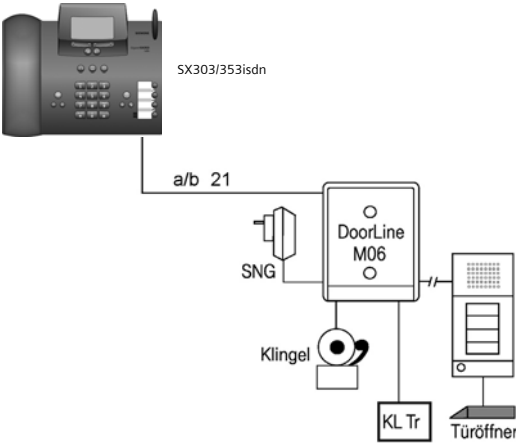 SX303/353isdn
a/b 21
DoorLine
M06
SNG
Klingel
KL Tr
Türöffner